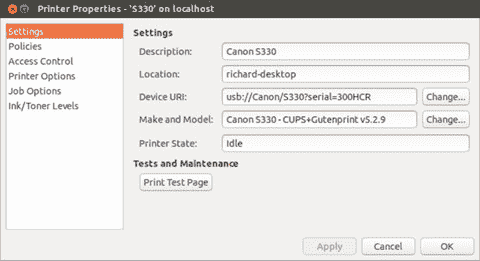 Printer Properties - 'S330' on localhost
Settings
Policies
Access Control
Printer Options
Job Options
Ink/Toner Levels
Settings
Description: Canon S330
Location: richard-desktop
Device URI: usb://Canon/S330?serial=300HCR Change...
Make and Model: Canon S330 - CUPS+Gutenprint v5.2.9 Change...
Printer State: Idle
Tests and Maintenance
Print Test Page
Apply Cancel OK